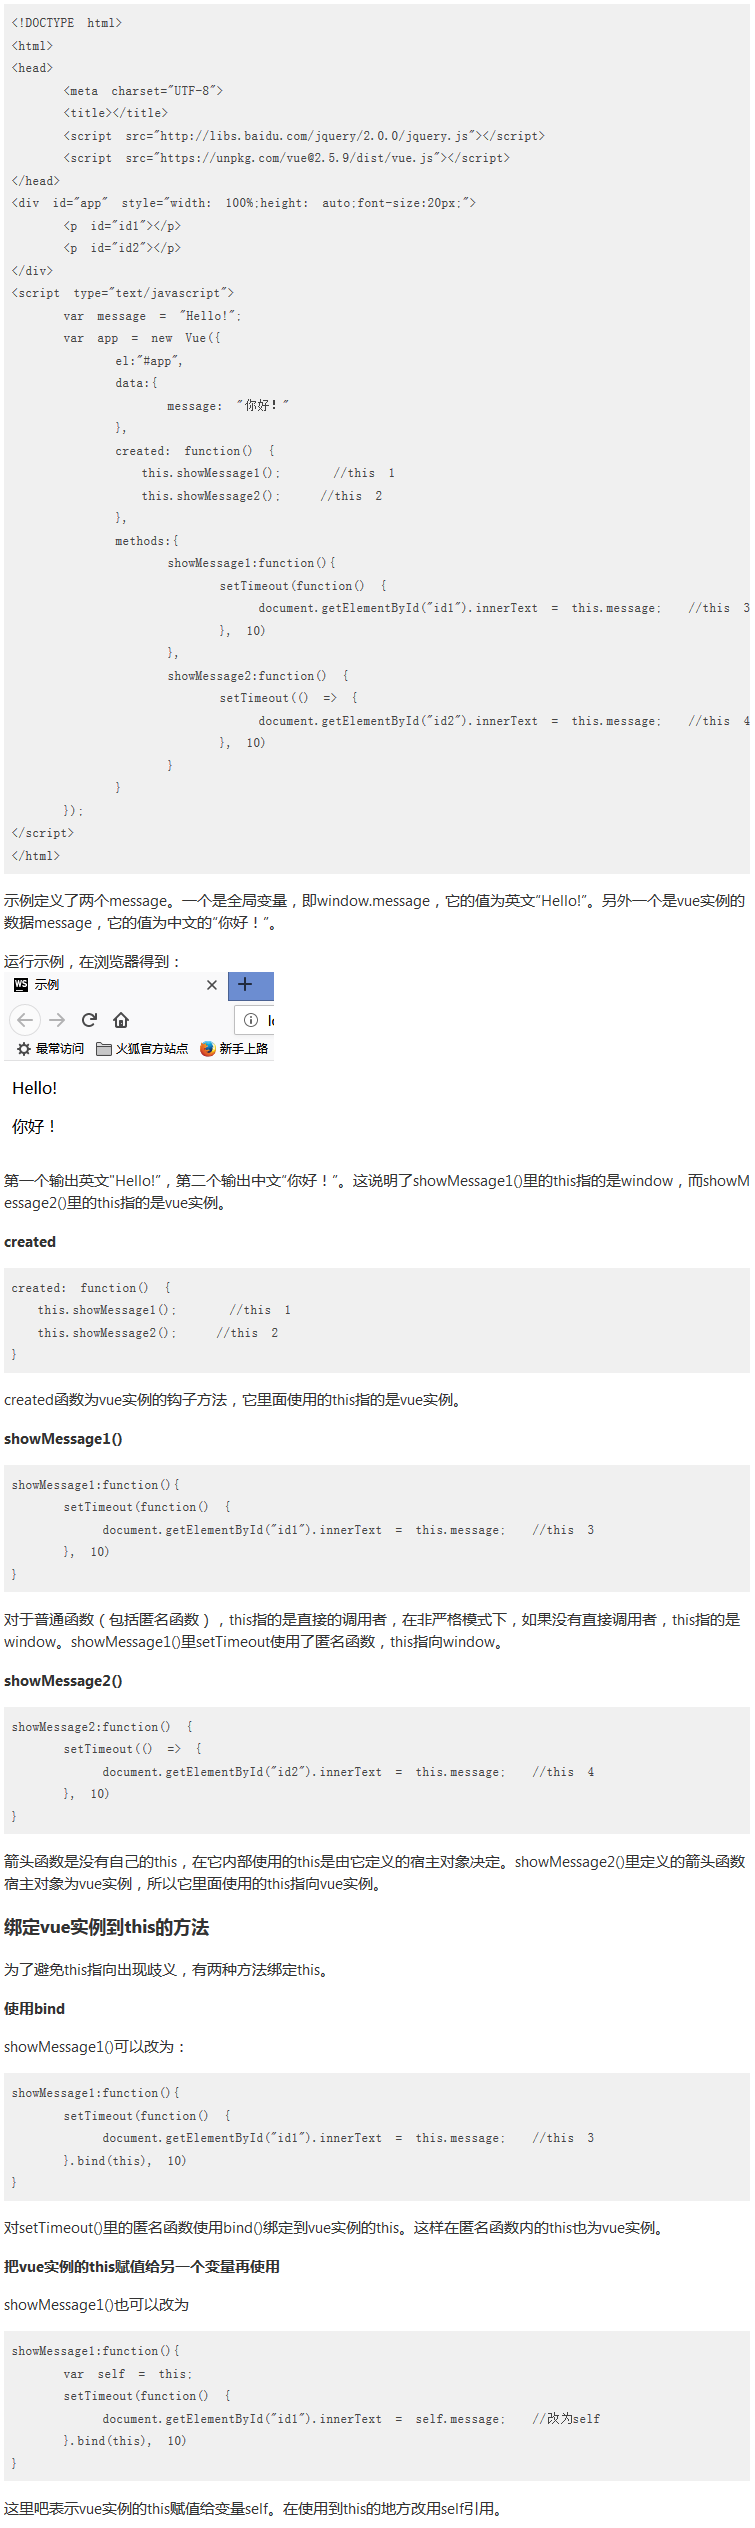 <!DOCTYPE html>
<html>
<head>
<meta charset="UTF-8">
<title></title>
<script src="http://libs.baidu.com/jquery/2.0.0/jquery.js"></script>
<script src="https://unpkg.com/vue@2.5.9/dist/vue.js"></script>
</head>
<div id="app" style="width: 100%;height: auto;font-size:20px;">
<p id="id1"></p>
<p id="id2"></p>
</div>
<script type="text/javascript">
var message = "Hello!";
var app = new Vue({
el:"#app",
data:{
message: "你好！"
},
created: function() {
this.showMessage1();    //this 1
this.showMessage2();   //this 2
},
methods:{
showMessage1:function(){
setTimeout(function() {
document.getElementById("id1").innerText = this.message;  //this 3
}, 10)
},
showMessage2:function() {
setTimeout(() => {
document.getElementById("id2").innerText = this.message;  //this 4
}, 10)
}
}
});
</script>
</html>
示例定义了两个message。一个是全局变量，即window.message，它的值为英文“Hello!”。另外一个是vue实例的
数据message，它的值为中文的“你好！”。
运行示例，在浏览器得到：
WS 示例 × +
lo
最常访问 火狐官方站点 新手上路
Hello!
你好！
第一个输出英文"Hello!”，第二个输出中文“你好！”。这说明了showMessage1()里的this指的是window，而showM
essage2()里的this指的是vue实例。
created
created: function() {
this.showMessage1();    //this 1
this.showMessage2();   //this 2
}
created函数为vue实例的钩子方法，它里面使用的this指的是vue实例。
showMessage1()
showMessage1:function(){
setTimeout(function() {
document.getElementById("id1").innerText = this.message;  //this 3
}, 10)
}
对于普通函数（包括匿名函数），this指的是直接的调用者，在非严格模式下，如果没有直接调用者，this指的是
window。showMessage1()里setTimeout使用了匿名函数，this指向window。
showMessage2()
showMessage2:function() {
setTimeout(() => {
document.getElementById("id2").innerText = this.message;  //this 4
}, 10)
}
箭头函数是没有自己的this，在它内部使用的this是由它定义的宿主对象决定。showMessage2()里定义的箭头函数
宿主对象为vue实例，所以它里面使用的this指向vue实例。
绑定vue实例到this的方法
为了避免this指向出现歧义，有两种方法绑定this。
使用bind
showMessage1()可以改为：
showMessage1:function(){
setTimeout(function() {
document.getElementById("id1").innerText = this.message;  //this 3
}.bind(this), 10)
}
对setTimeout()里的匿名函数使用bind()绑定到vue实例的this。这样在匿名函数内的this也为vue实例。
把vue实例的this赋值给另一个变量再使用
showMessage1()也可以改为
showMessage1:function(){
var self = this;
setTimeout(function() {
document.getElementById("id1").innerText = self.message;  //改为self
}.bind(this), 10)
}
这里吧表示vue实例的this赋值给变量self。在使用到this的地方改用self引用。